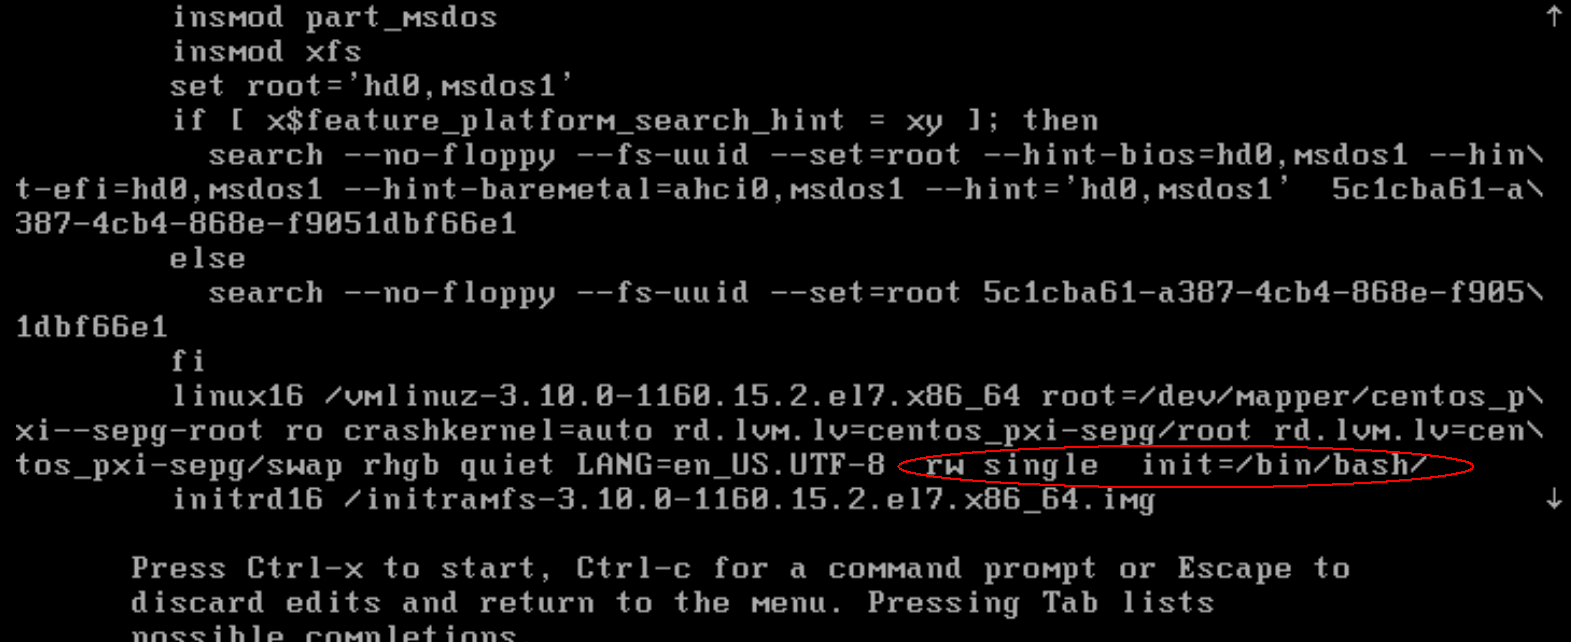 insmod part_msdos
insmod xfs
set root='hd0,msdos1'
if [ x$feature_platform_search_hint = xy ]; then
search --no-floppy --fs-uuid --set=root --hint-bios=hd0,msdos1 --hin\
t-efi=hd0,msdos1 --hint-baremetal=ahci0,msdos1 --hint='hd0,msdos1'  5c1cba61-a\
387-4cb4-868e-f9051dbf66e1
else
search --no-floppy --fs-uuid --set=root 5c1cba61-a387-4cb4-868e-f905\
1dbf66e1
fi
linux16 /vmlinuz-3.10.0-1160.15.2.el7.x86_64 root=/dev/mapper/centos_p\
xi--sepg-root ro crashkernel=auto rd.lvm.lv=centos_pxi-sepg/root rd.lvm.lv=cen\
tos_pxi-sepg/swap rhgb quiet LANG=en_US.UTF-8  rw single  init=/bin/bash/
initrd16 /initramfs-3.10.0-1160.15.2.el7.x86_64.img
Press Ctrl-x to start, Ctrl-c for a command prompt or Escape to
discard edits and return to the menu. Pressing Tab lists
possible completions